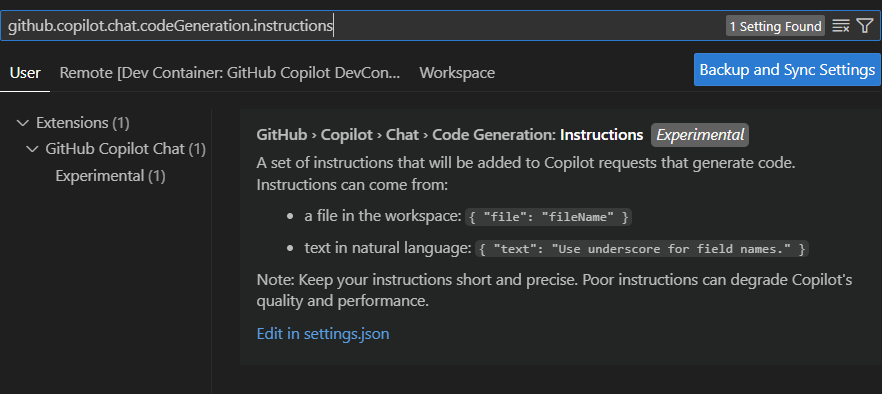 github.copilot.chat.codeGeneration.instructions
1 Setting Found
User
Remote [Dev Container: GitHub Copilot DevCon...
Workspace
Backup and Sync Settings
Extensions (1)
GitHub Copilot Chat (1)
Experimental (1)
GitHub › Copilot › Chat › Code Generation: Instructions Experimental
A set of instructions that will be added to Copilot requests that generate code.
Instructions can come from:
• a file in the workspace: { "file": "fileName" }
• text in natural language: { "text": "Use underscore for field names." }
Note: Keep your instructions short and precise. Poor instructions can degrade Copilot's
quality and performance.
Edit in settings.json